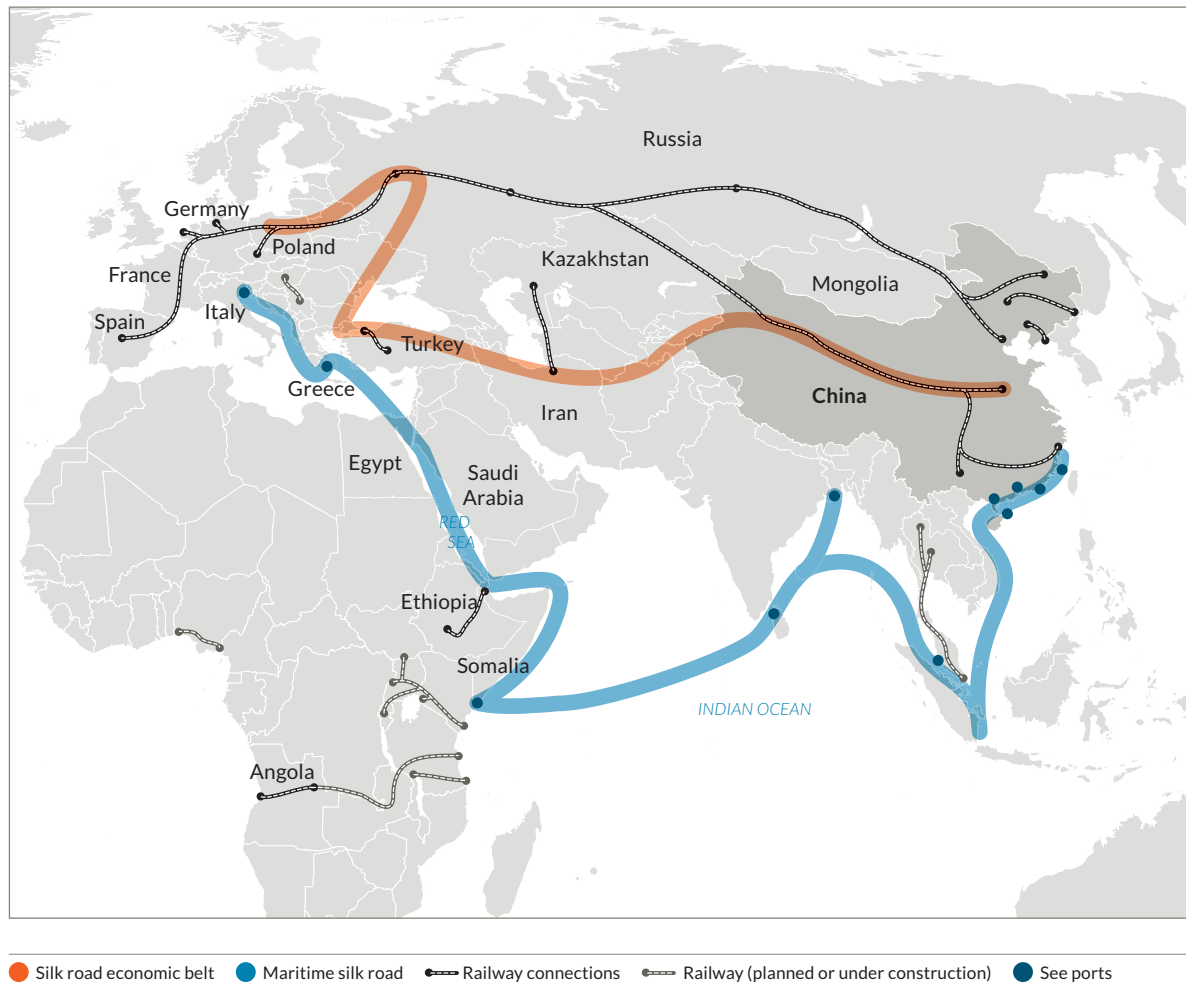 Russia
Germany
Poland
Kazakhstan
France
Mongolia
Italy
Spain
Turkey
Greece
China
Iran
Egypt
Saudi
Arabia
RED
SEA
Ethiopia
Somalia
INDIAN OCEAN
Angola
Silk road economic belt
Maritime silk road
Railway connections
Railway (planned or under construction)
See ports